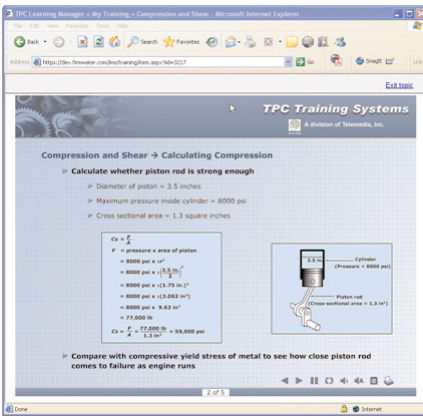 TPC Learning Manager » My Training » Compression and Shear - Microsoft Internet Explorer
File Edit View Favorites Tools Help
Back Search Favorites
Address https://dev.hmwater.com/lms/training/item.aspx?iid=3217 Go SnagIt
Exit topic
TPC Training Systems
A division of Telemedia, Inc.
Compression and Shear → Calculating Compression
Calculate whether piston rod is strong enough
Diameter of piston = 3.5 inches
Maximum pressure inside cylinder = 8000 psi
Cross sectional area = 1.3 square inches
Cs = F/A
F = pressure x area of piston
= 8000 psi x πr²
= 8000 psi x π(3.5 in./2)²
= 8000 psi x π(1.75 in.)²
= 8000 psi x π(3.062 in²)
= 8000 psi x 9.62 in²
= 77,000 lb
Cs = F/A = 77,000 lb/1.3 in² = 59,000 psi
3.5 in.
Cylinder
(Pressure = 8000 psi)
Piston rod
(Cross-sectional area = 1.3 in²)
Compare with compressive yield stress of metal to see how close piston rod
comes to failure as engine runs
2 of 5
Done Internet